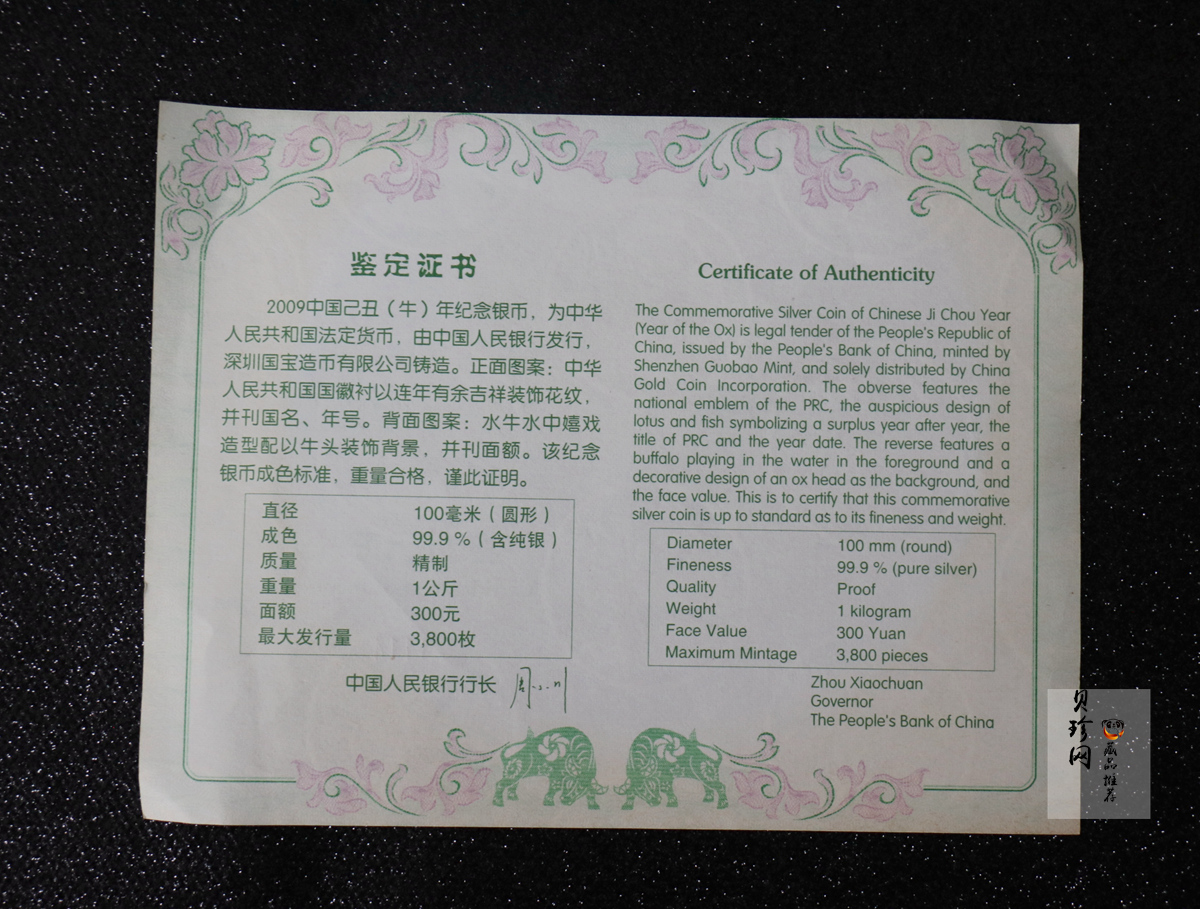 鉴定证书
2009中国己丑（牛）年纪念银币，为中华
人民共和国法定货币，由中国人民银行发行，
深圳国宝造币有限公司铸造。正面图案：中华
人民共和国国徽衬以连年有余吉祥装饰花纹，
并刊国名、年号。背面图案：水牛水中嬉戏
造型配以牛头装饰背景，并刊面额。该纪念
银币成色标准，重量合格，谨此证明。
直径 100毫米（圆形）
成色 99.9％（含纯银）
质量 精制
重量 1公斤
面额 300元
最大发行量 3,800枚
中国人民银行行长 周小川
Certificate of Authenticity
The Commemorative Silver Coin of Chinese Ji Chou Year
(Year of the Ox) is legal tender of the People's Republic of
China, issued by the People's Bank of China, minted by
Shenzhen Guobao Mint, and solely distributed by China
Gold Coin Incorporation. The obverse features the
national emblem of the PRC, the auspicious design of
lotus and fish symbolizing a surplus year after year, the
title of PRC and the year date. The reverse features a
buffalo playing in the water in the foreground and a
decorative design of an ox head as the background, and
the face value. This is to certify that this commemorative
silver coin is up to standard as to its fineness and weight.
Diameter 100 mm (round)
Fineness 99.9 % (pure silver)
Quality Proof
Weight 1 kilogram
Face Value 300 Yuan
Maximum Mintage 3,800 pieces
Zhou Xiaochuan
Governor
The People's Bank of China
贝珍网
藏品推荐